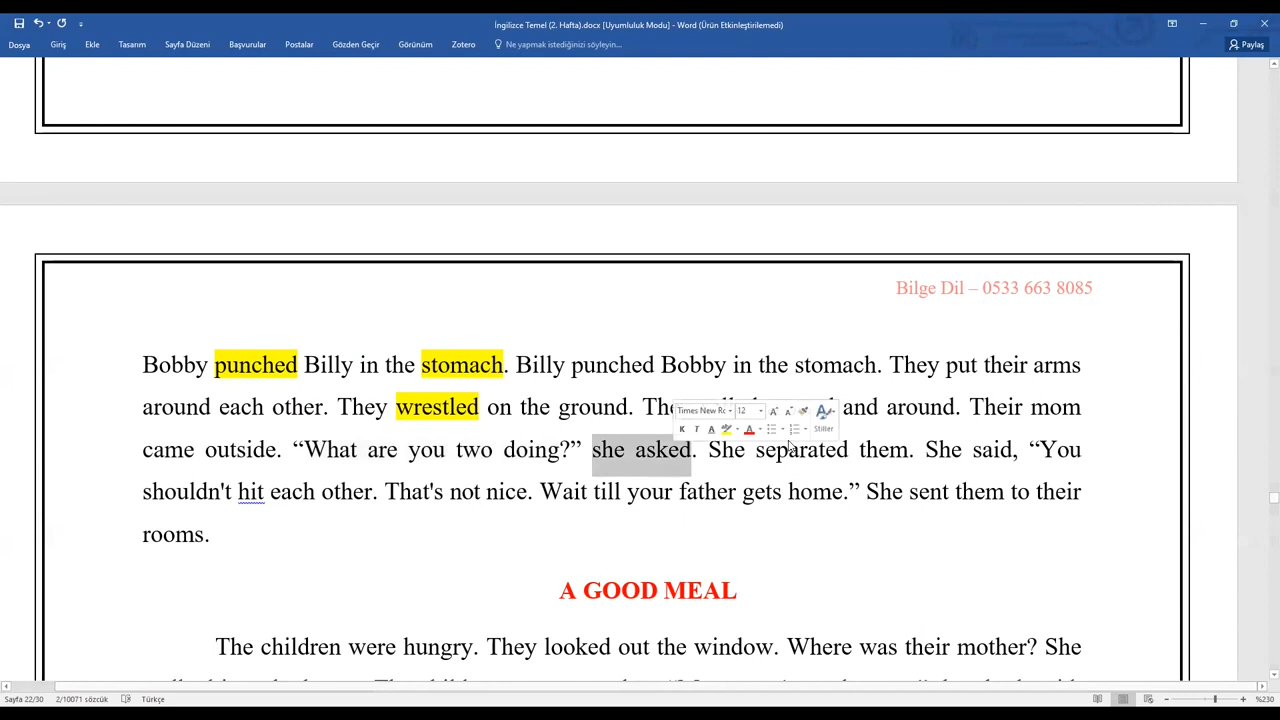 İngilizce Temel (2. Hafta).docx [Uyumluluk Modu] - Word (Ürün Etkinleştirilemedi)
Dosya Giriş Ekle Tasarım Sayfa Düzeni Başvurular Postalar Gözden Geçir Görünüm Zotero Ne yapmak istediğinizi söyleyin... Paylaş
Bilge Dil – 0533 663 8085
Bobby punched Billy in the stomach. Billy punched Bobby in the stomach. They put their arms
around each other. They wrestled on the ground. and around. Their mom
Times New Ro 12
K T A A Stiller
came outside. “What are you two doing?” she asked. She separated them. She said, “You
shouldn't hit each other. That's not nice. Wait till your father gets home.” She sent them to their
rooms.
A GOOD MEAL
The children were hungry. They looked out the window. Where was their mother? She
Sayfa 22/30 2/10071 sözcük Türkçe %230